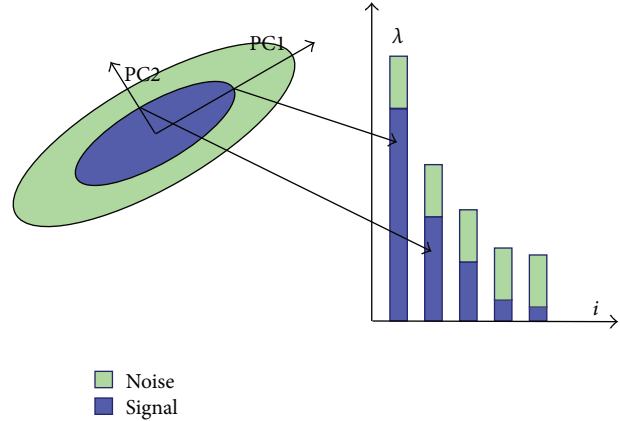 PC1
PC2
λ
i
Noise
Signal